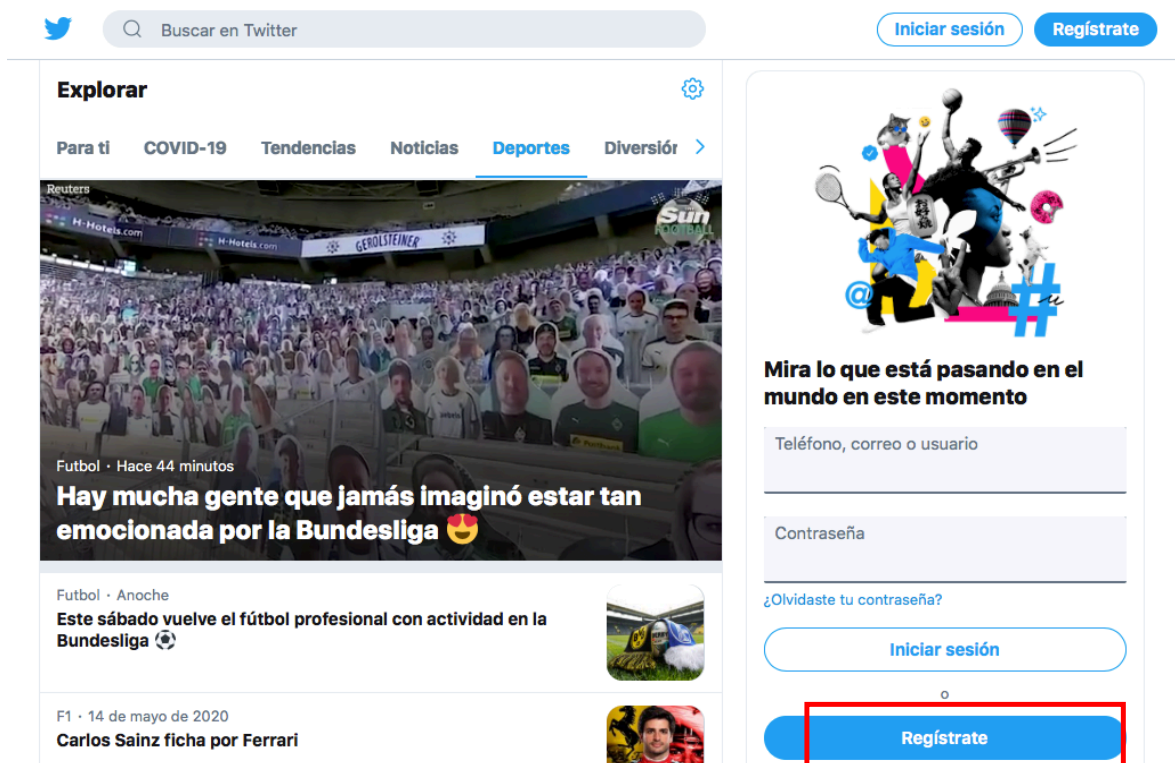 Buscar en Twitter
Iniciar sesión
Regístrate
Explorar
Para ti
COVID-19
Tendencias
Noticias
Deportes
Diversiór
Reuters
H-Hotels.com
H-Hotels.com
GEROLSTEINER
Sun
FOOTBALL
Futbol · Hace 44 minutos
Hay mucha gente que jamás imaginó estar tan
emocionada por la Bundesliga 😍
Futbol · Anoche
Este sábado vuelve el fútbol profesional con actividad en la
Bundesliga ⚽
F1 · 14 de mayo de 2020
Carlos Sainz ficha por Ferrari
@
#
Mira lo que está pasando en el
mundo en este momento
Teléfono, correo o usuario
Contraseña
¿Olvidaste tu contraseña?
Iniciar sesión
o
Regístrate